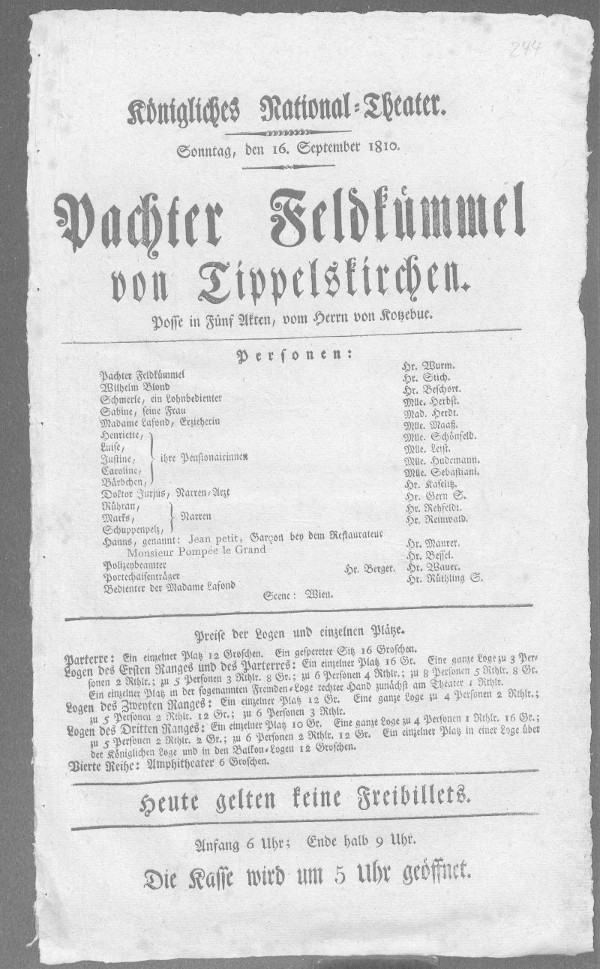 244
Königliches National-Theater.
Sonntag, den 16. September 1810.
Pachter Feldkümmel
von Tippelskirchen.
Posse in Fünf Akten, vom Herrn von Kotzebue.
Personen:
Pachter Feldkümmel Hr. Wurm.
Wilhelm Blond Hr. Stich.
Schmerle, ein Lohnbedienter Hr. Beschort.
Sabine, seine Frau Mlle. Herbst.
Madame Lafond, Erzieherin Mad. Herdt.
Henriette, Mlle. Maaß.
Luise, Mlle. Schönfeld.
Justine, ihre Pensionairinnen Mlle. Leist.
Caroline, Mlle. Hudemann.
Bärbchen, Mlle. Sebastiani.
Doktor Jurjus, Narren-Arzt Hr. Kaselitz.
Rühran, Hr. Gern S.
Marks, Narren Hr. Rehfeldt.
Schuppenpelz, Hr. Reinwald.
Hanns, genannt: Jean petit, Garçon bey dem Restaurateur
Monsieur Pompée le Grand Hr. Maurer.
Polizeybeamter Hr. Bessel.
Portechaisenträger Hr. Berger. Hr. Wauer.
Bedienter der Madame Lafond Hr. Rüthling S.
Scene: Wien.
Preise der Logen und einzelnen Plätze.
Parterre: Ein einzelner Platz 12 Groschen. Ein gesperrter Sitz 16 Groschen.
Logen des Ersten Ranges und des Parterres: Ein einzelner Platz 16 Gr. Eine ganze Loge zu 3 Per-
sonen 2 Rthlr.; zu 5 Personen 3 Rthlr. 8 Gr.; zu 6 Personen 4 Rthlr.; zu 8 Personen 5 Rthlr. 8 Gr.
Ein einzelner Platz in der sogenannten Fremden-Loge rechter Hand zunächst am Theater 1 Rthlr.
Logen des Zweyten Ranges: Ein einzelner Platz 12 Gr. Eine ganze Loge zu 4 Personen 2 Rthlr.;
zu 5 Personen 2 Rthlr. 12 Gr.; zu 6 Personen 3 Rthlr.
Logen des Dritten Ranges: Ein einzelner Platz 10 Gr. Eine ganze Loge zu 4 Personen 1 Rthlr. 16 Gr.;
zu 5 Personen 2 Rthlr. 2 Gr.; zu 6 Personen 2 Rthlr. 12 Gr. Ein einzelner Platz in einer Loge über
der Königlichen Loge und in den Balkon-Logen 12 Groschen.
Vierte Reihe: Amphitheater 6 Groschen.
Heute gelten keine Freibillets.
Anfang 6 Uhr; Ende halb 9 Uhr.
Die Kasse wird um 5 Uhr geöffnet.